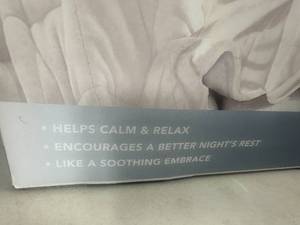 • HELPS CALM & RELAX
• ENCOURAGES A BETTER NIGHT'S REST
• LIKE A SOOTHING EMBRACE